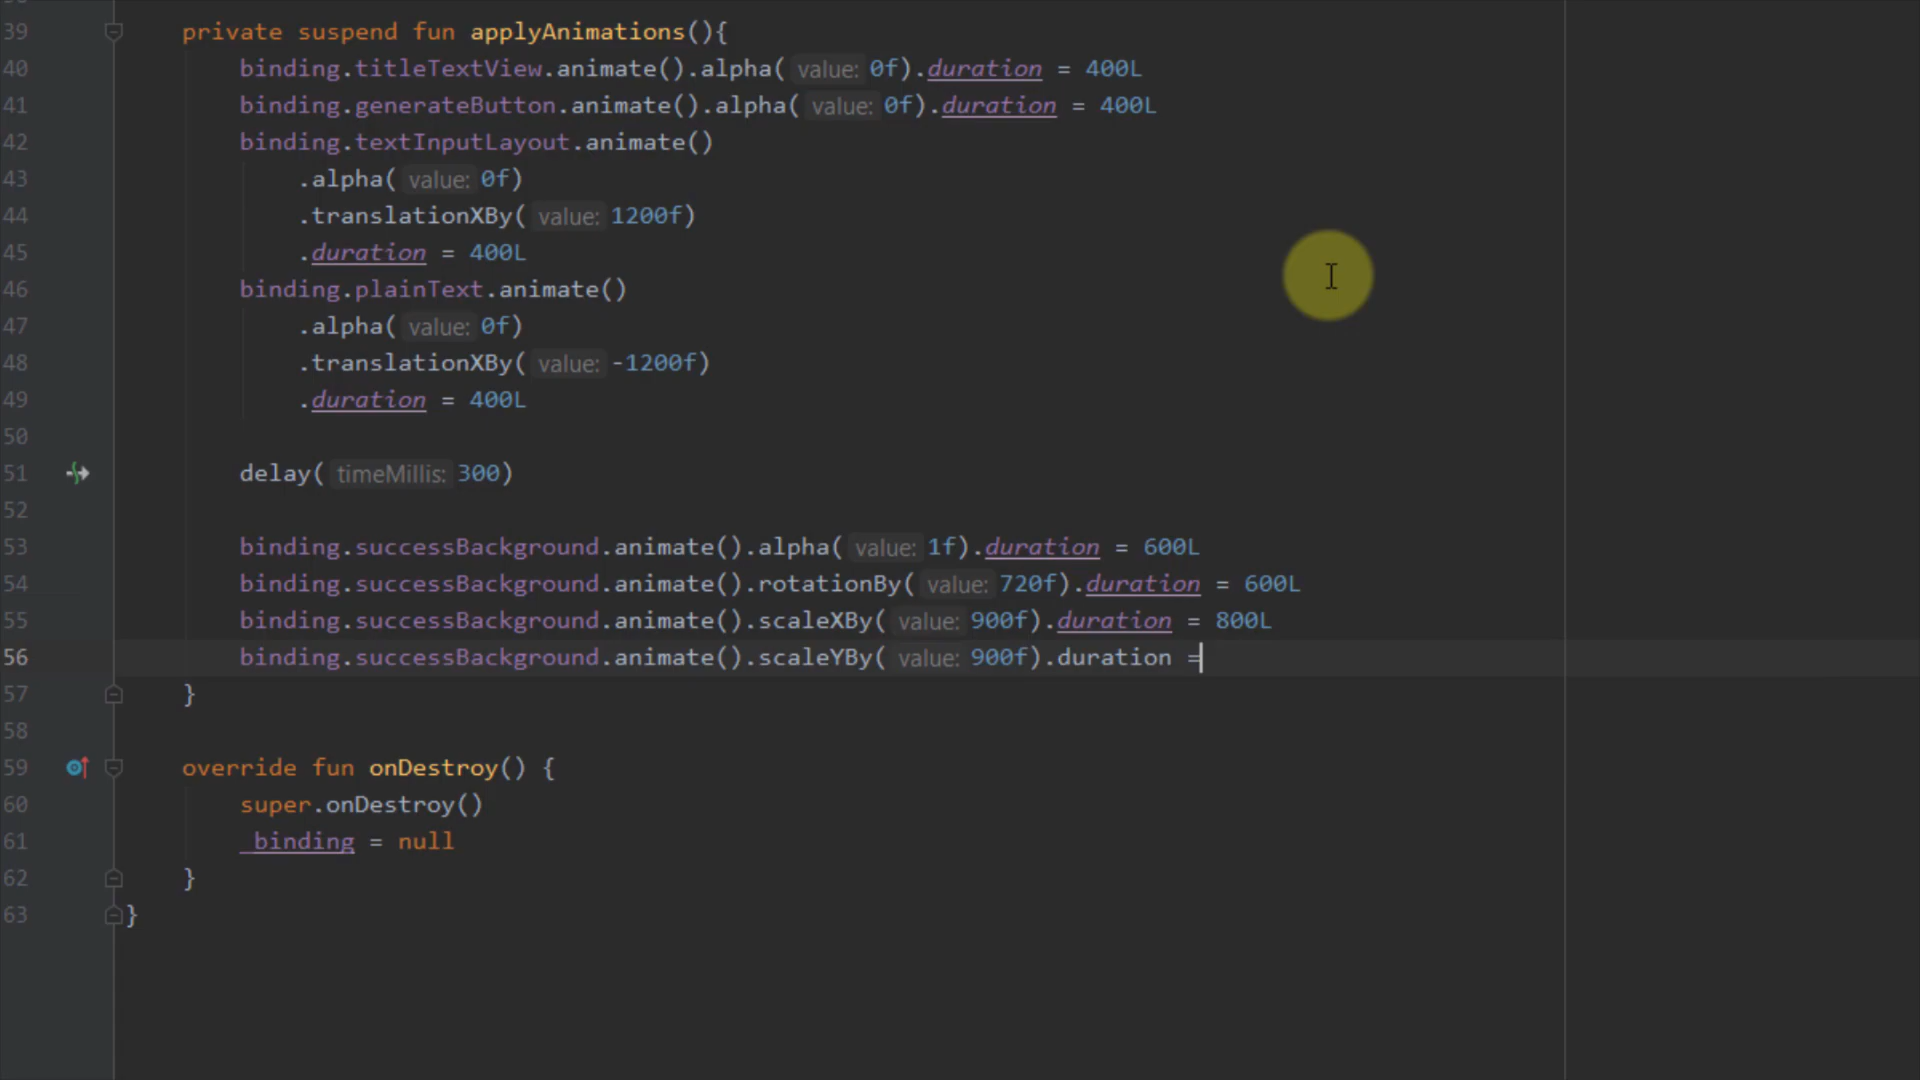 39 private suspend fun applyAnimations(){
40 binding.titleTextView.animate().alpha( value: 0f).duration = 400L
41 binding.generateButton.animate().alpha( value: 0f).duration = 400L
42 binding.textInputLayout.animate()
43 .alpha( value: 0f)
44 .translationXBy( value: 1200f)
45 .duration = 400L
46 binding.plainText.animate()
47 .alpha( value: 0f)
48 .translationXBy( value: -1200f)
49 .duration = 400L
50
51 delay( timeMillis: 300)
52
53 binding.successBackground.animate().alpha( value: 1f).duration = 600L
54 binding.successBackground.animate().rotationBy( value: 720f).duration = 600L
55 binding.successBackground.animate().scaleXBy( value: 900f).duration = 800L
56 binding.successBackground.animate().scaleYBy( value: 900f).duration =
57 }
58
59 override fun onDestroy() {
60 super.onDestroy()
61 _binding = null
62 }
63 }